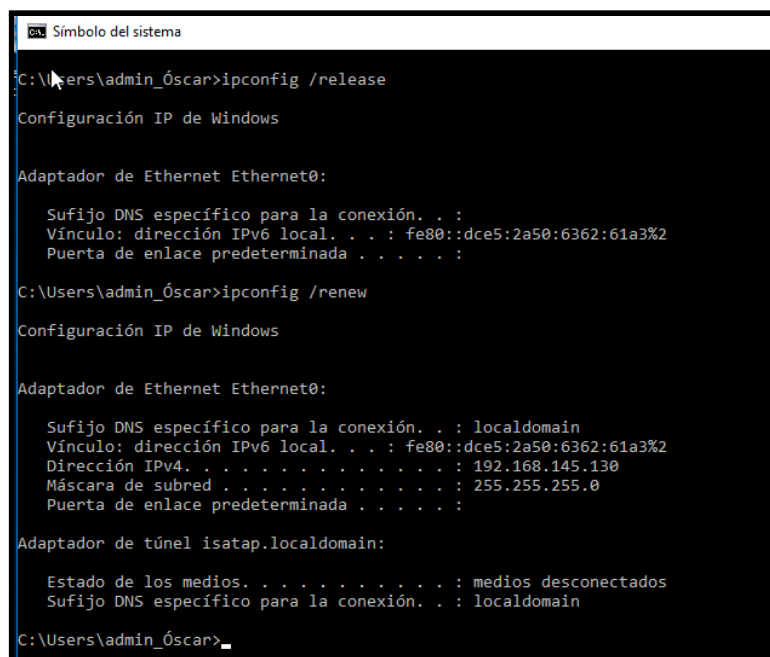 Símbolo del sistema
C:\Users\admin_Óscar>ipconfig /release
Configuración IP de Windows
Adaptador de Ethernet Ethernet0:
Sufijo DNS específico para la conexión. . :
Vínculo: dirección IPv6 local. . . : fe80::dce5:2a50:6362:61a3%2
Puerta de enlace predeterminada . . . . . :
C:\Users\admin_Óscar>ipconfig /renew
Configuración IP de Windows
Adaptador de Ethernet Ethernet0:
Sufijo DNS específico para la conexión. . : localdomain
Vínculo: dirección IPv6 local. . . : fe80::dce5:2a50:6362:61a3%2
Dirección IPv4. . . . . . . . . . . . . . : 192.168.145.130
Máscara de subred . . . . . . . . . . . . : 255.255.255.0
Puerta de enlace predeterminada . . . . . :
Adaptador de túnel isatap.localdomain:
Estado de los medios. . . . . . . . . . . : medios desconectados
Sufijo DNS específico para la conexión. . : localdomain
C:\Users\admin_Óscar>